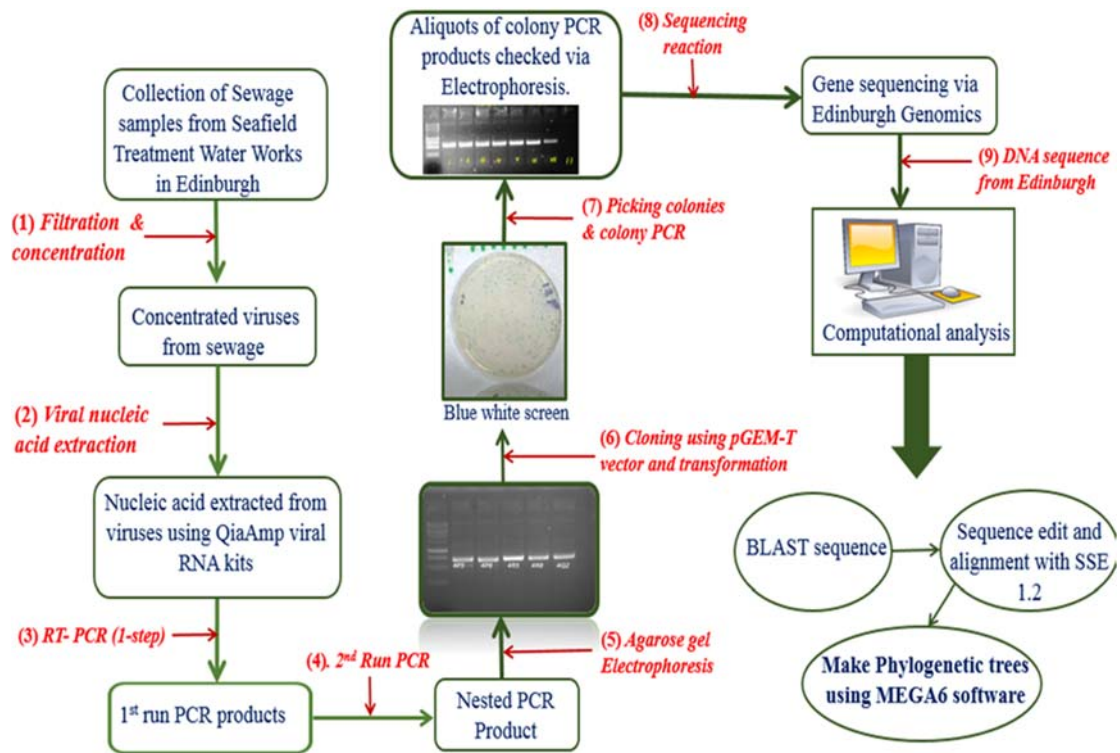 Collection of Sewage
samples from Seafield
Treatment Water Works
in Edinburgh
(1) Filtration &
concentration
Concentrated viruses
from sewage
(2) Viral nucleic
acid extraction
Nucleic acid extracted from
viruses using QiaAmp viral
RNA kits
(3) RT- PCR (1-step)
1st run PCR products
(4). 2nd Run PCR
Nested PCR
Product
(5) Agarose gel
Electrophoresis
(6) Cloning using pGEM-T
vector and transformation
Blue white screen
(7) Picking colonies
& colony PCR
Aliquots of colony PCR
products checked via
Electrophoresis.
(8) Sequencing
reaction
Gene sequencing via
Edinburgh Genomics
(9) DNA sequence
from Edinburgh
Computational analysis
BLAST sequence
Sequence edit and
alignment with SSE
1.2
Make Phylogenetic trees
using MEGA6 software